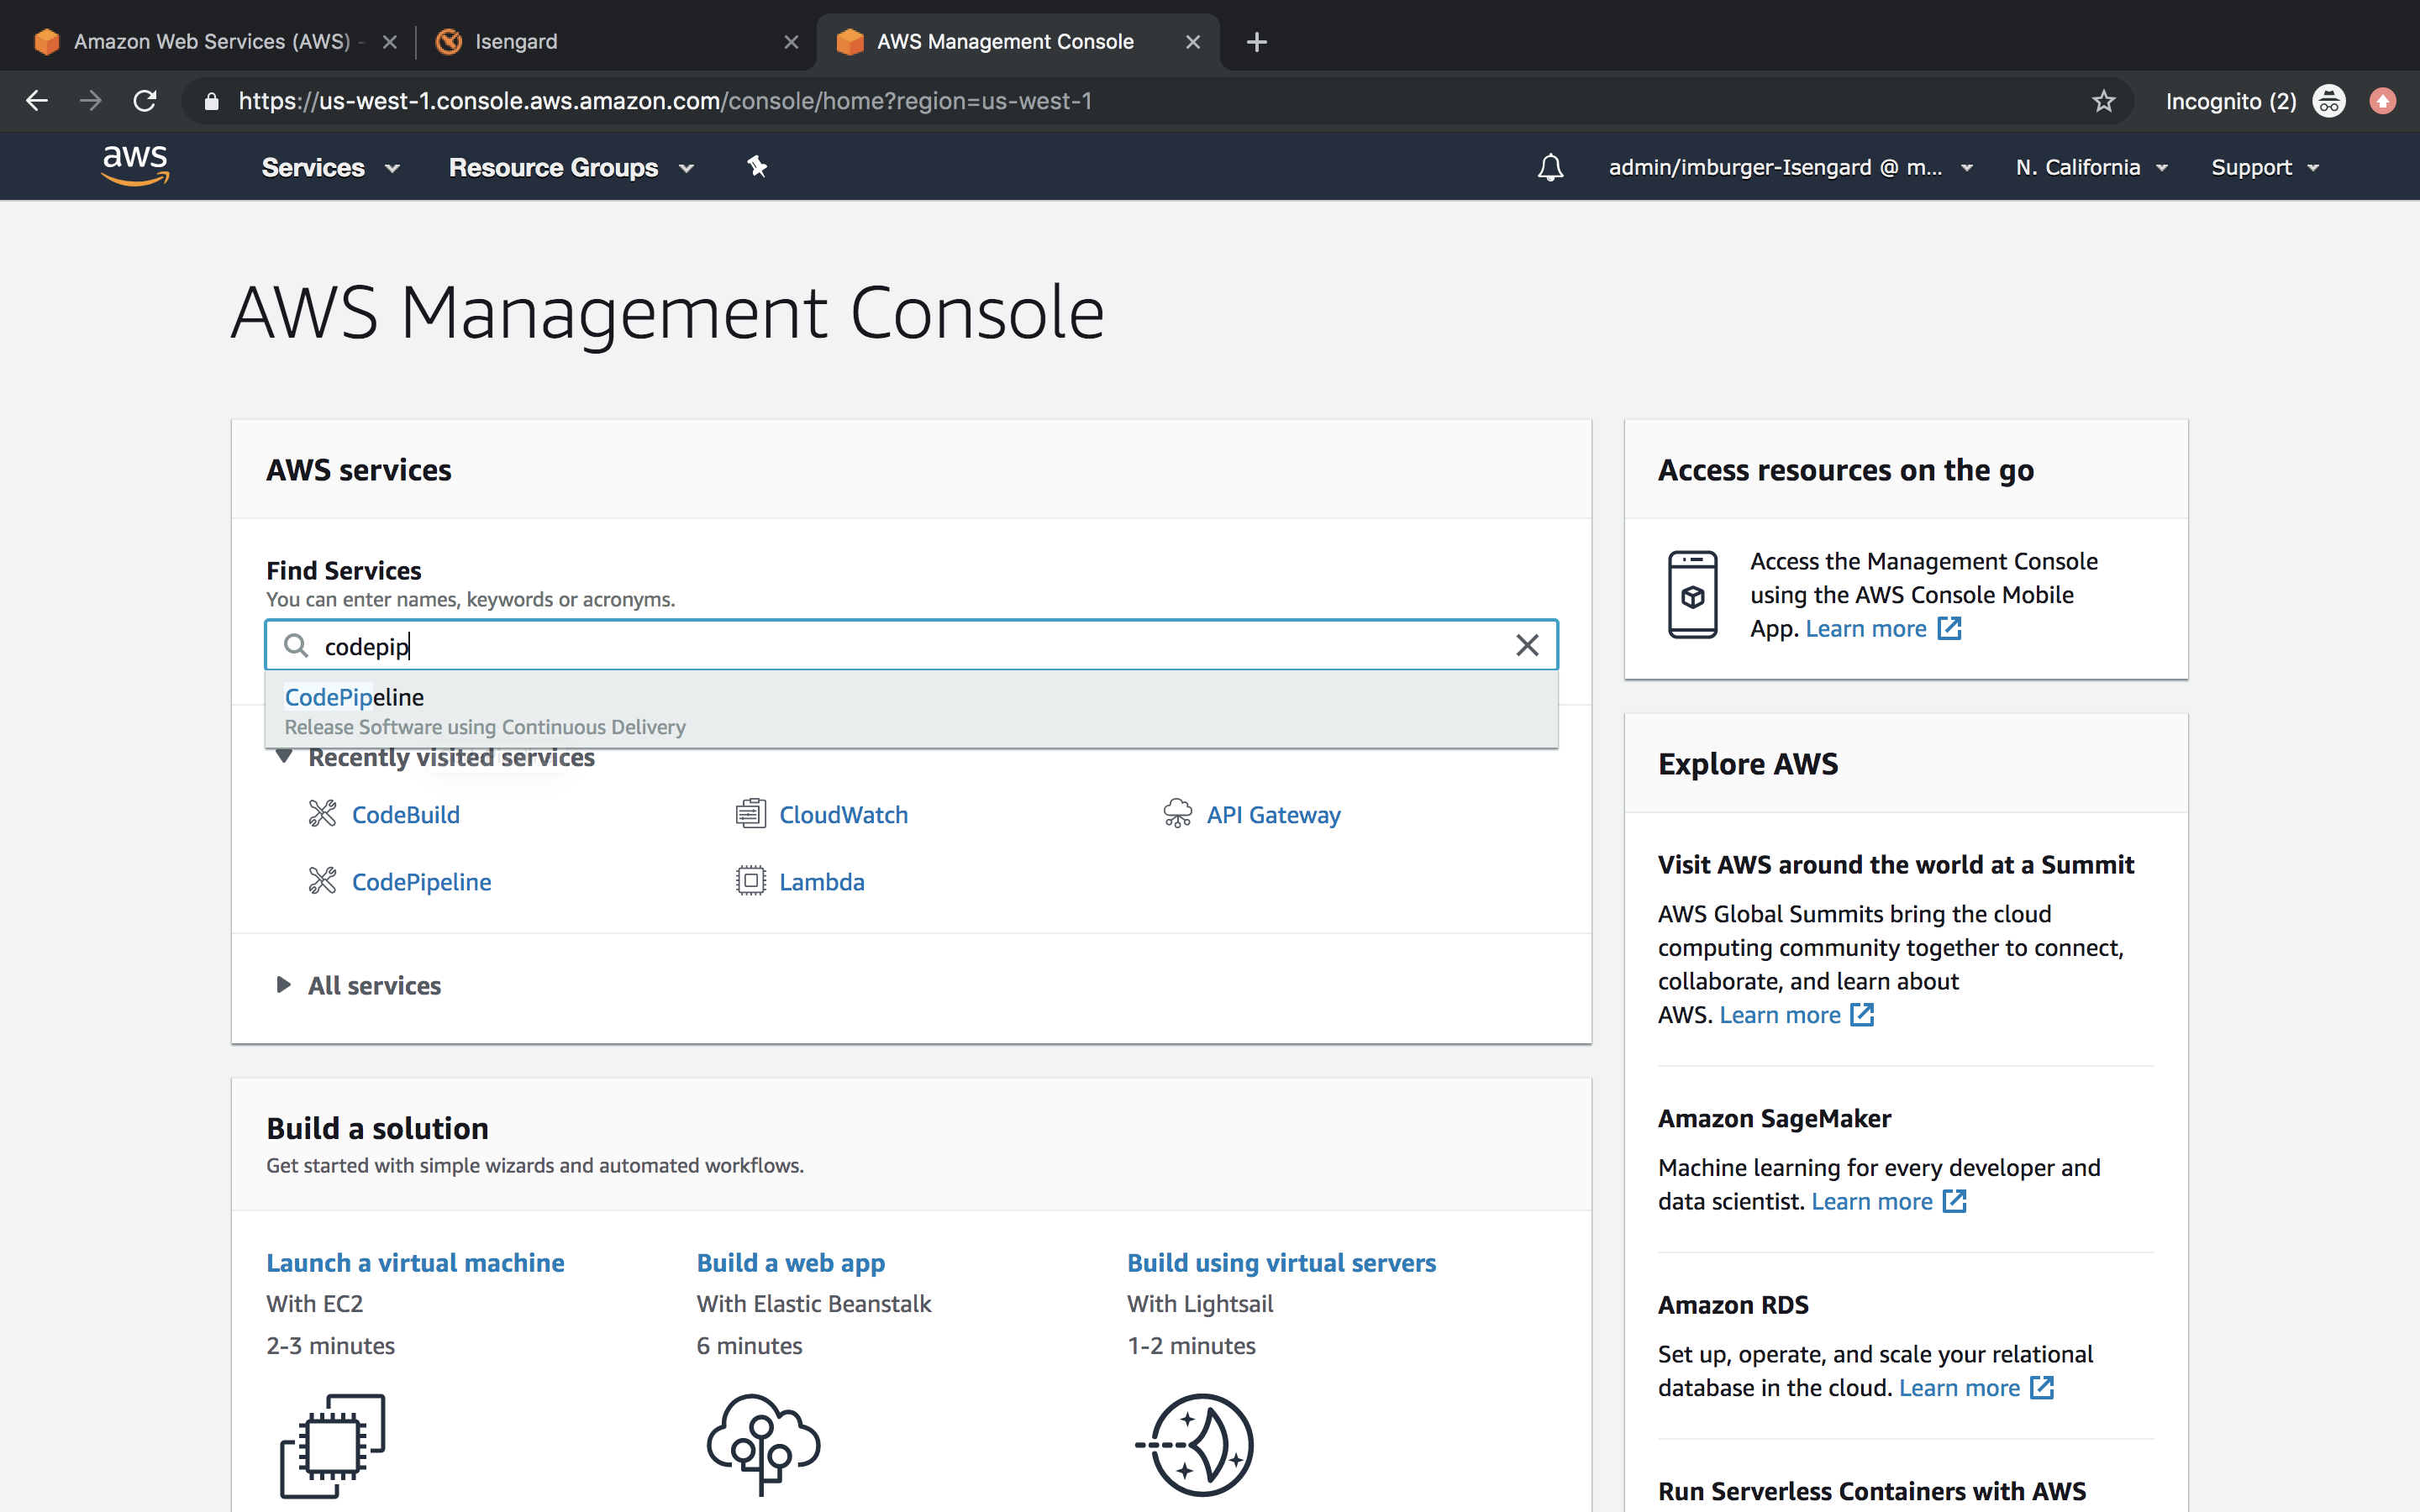 Amazon Web Services (AWS) -
Isengard
AWS Management Console
https://us-west-1.console.aws.amazon.com/console/home?region=us-west-1
Incognito (2)
aws
Services
Resource Groups
admin/imburger-Isengard @ m...
N. California
Support
AWS Management Console
AWS services
Find Services
You can enter names, keywords or acronyms.
codepip
CodePipeline
Release Software using Continuous Delivery
Recently visited services
CodeBuild
CloudWatch
API Gateway
CodePipeline
Lambda
All services
Build a solution
Get started with simple wizards and automated workflows.
Launch a virtual machine
With EC2
2-3 minutes
Build a web app
With Elastic Beanstalk
6 minutes
Build using virtual servers
With Lightsail
1-2 minutes
Access resources on the go
Access the Management Console
using the AWS Console Mobile
App. Learn more
Explore AWS
Visit AWS around the world at a Summit
AWS Global Summits bring the cloud
computing community together to connect,
collaborate, and learn about
AWS. Learn more
Amazon SageMaker
Machine learning for every developer and
data scientist. Learn more
Amazon RDS
Set up, operate, and scale your relational
database in the cloud. Learn more
Run Serverless Containers with AWS